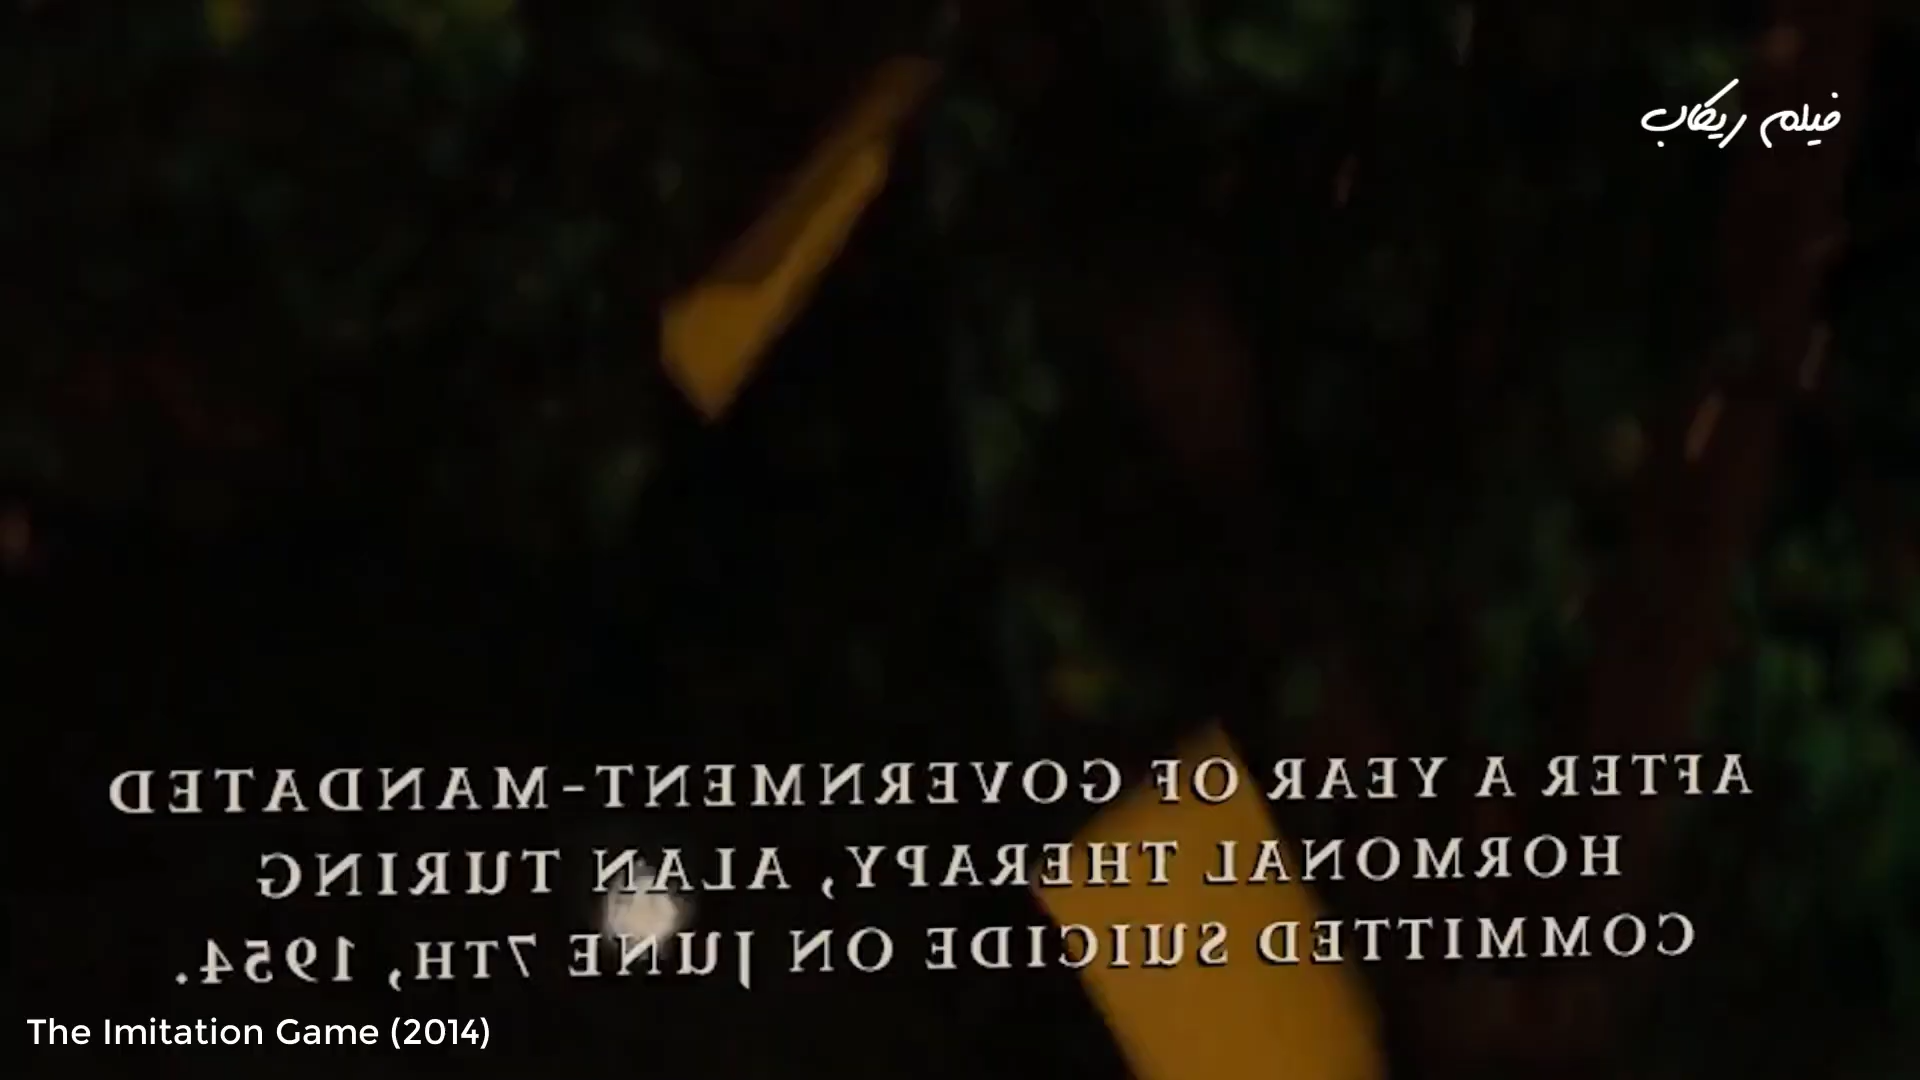 فیلم ریکاب
AFTER A YEAR OF GOVERNMENT-MANDATED
HORMONAL THERAPY, ALAN TURING
COMMITTED SUICIDE ON JUNE 7TH, 1954.
The Imitation Game (2014)